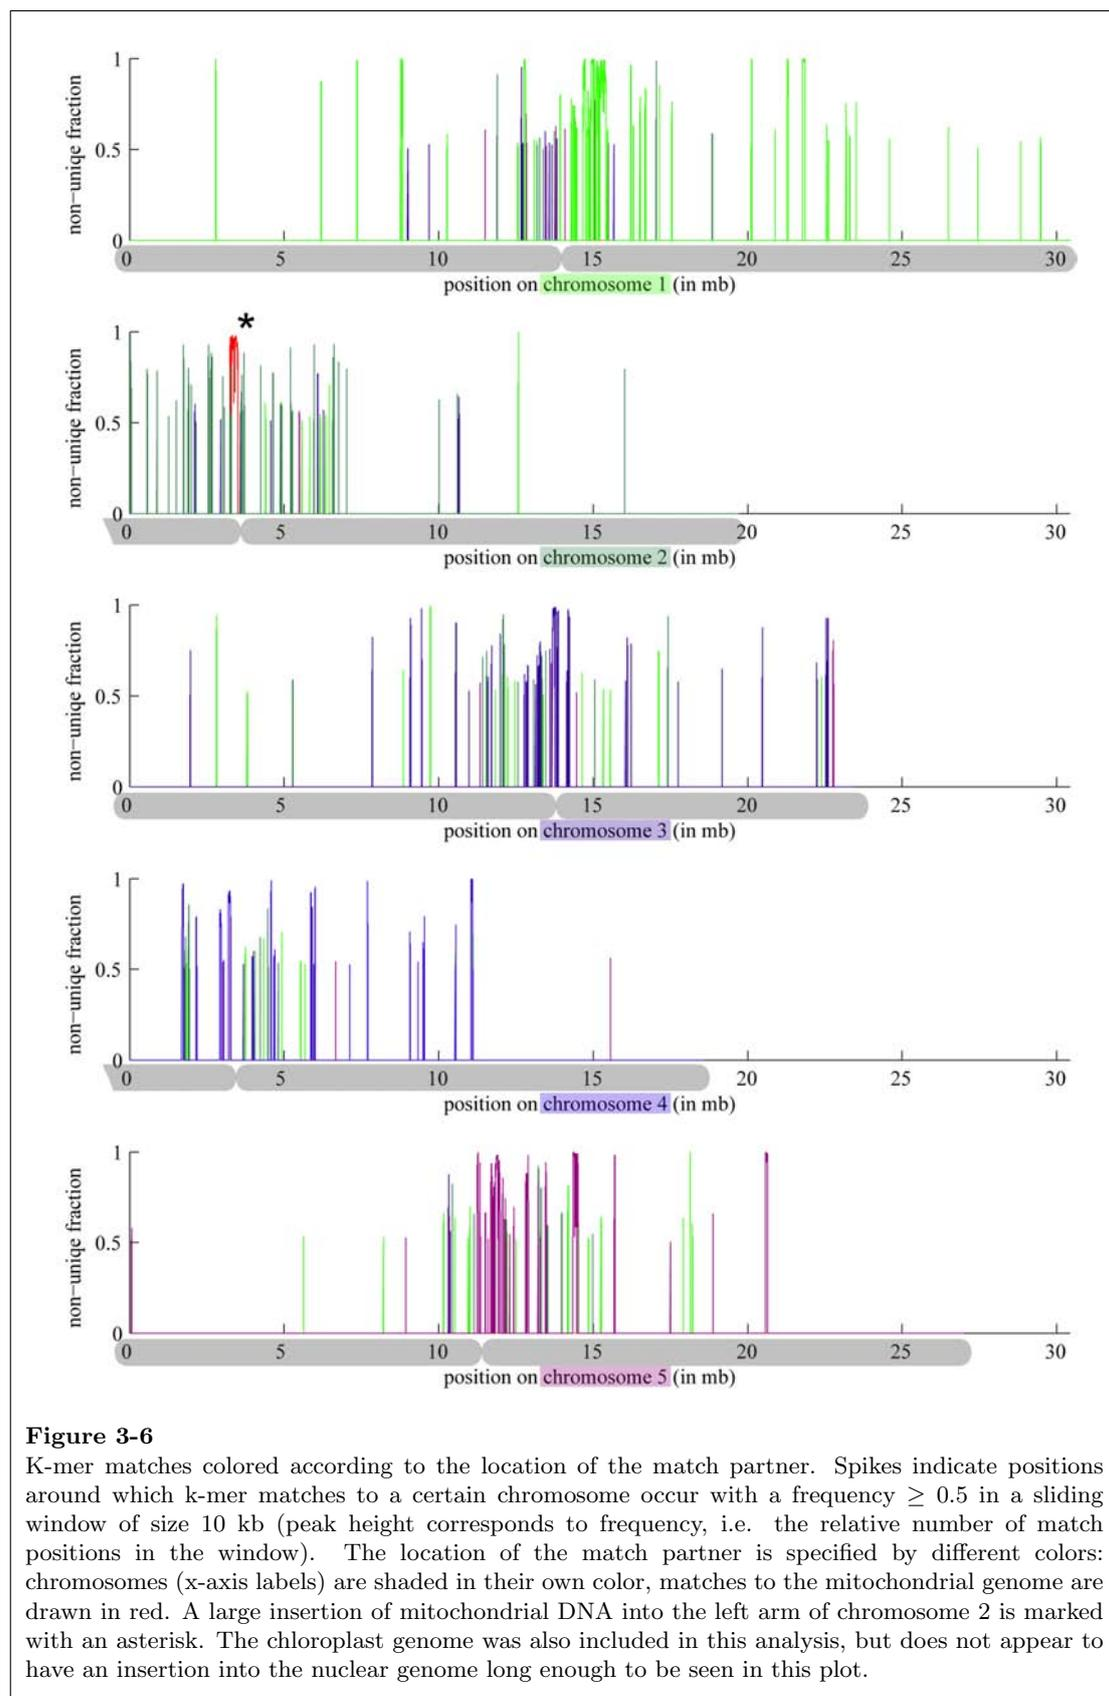 1
0.5
0
non−uniqe fraction
0 5 10 15 20 25 30
position on chromosome 1 (in mb)
*
1
0.5
0
non−uniqe fraction
0 5 10 15 20 25 30
position on chromosome 2 (in mb)
1
0.5
0
non−uniqe fraction
0 5 10 15 20 25 30
position on chromosome 3 (in mb)
1
0.5
0
non−uniqe fraction
0 5 10 15 20 25 30
position on chromosome 4 (in mb)
1
0.5
0
non−uniqe fraction
0 5 10 15 20 25 30
position on chromosome 5 (in mb)
Figure 3-6
K-mer matches colored according to the location of the match partner. Spikes indicate positions
around which k-mer matches to a certain chromosome occur with a frequency ≥ 0.5 in a sliding
window of size 10 kb (peak height corresponds to frequency, i.e. the relative number of match
positions in the window). The location of the match partner is specified by different colors:
chromosomes (x-axis labels) are shaded in their own color, matches to the mitochondrial genome are
drawn in red. A large insertion of mitochondrial DNA into the left arm of chromosome 2 is marked
with an asterisk. The chloroplast genome was also included in this analysis, but does not appear to
have an insertion into the nuclear genome long enough to be seen in this plot.